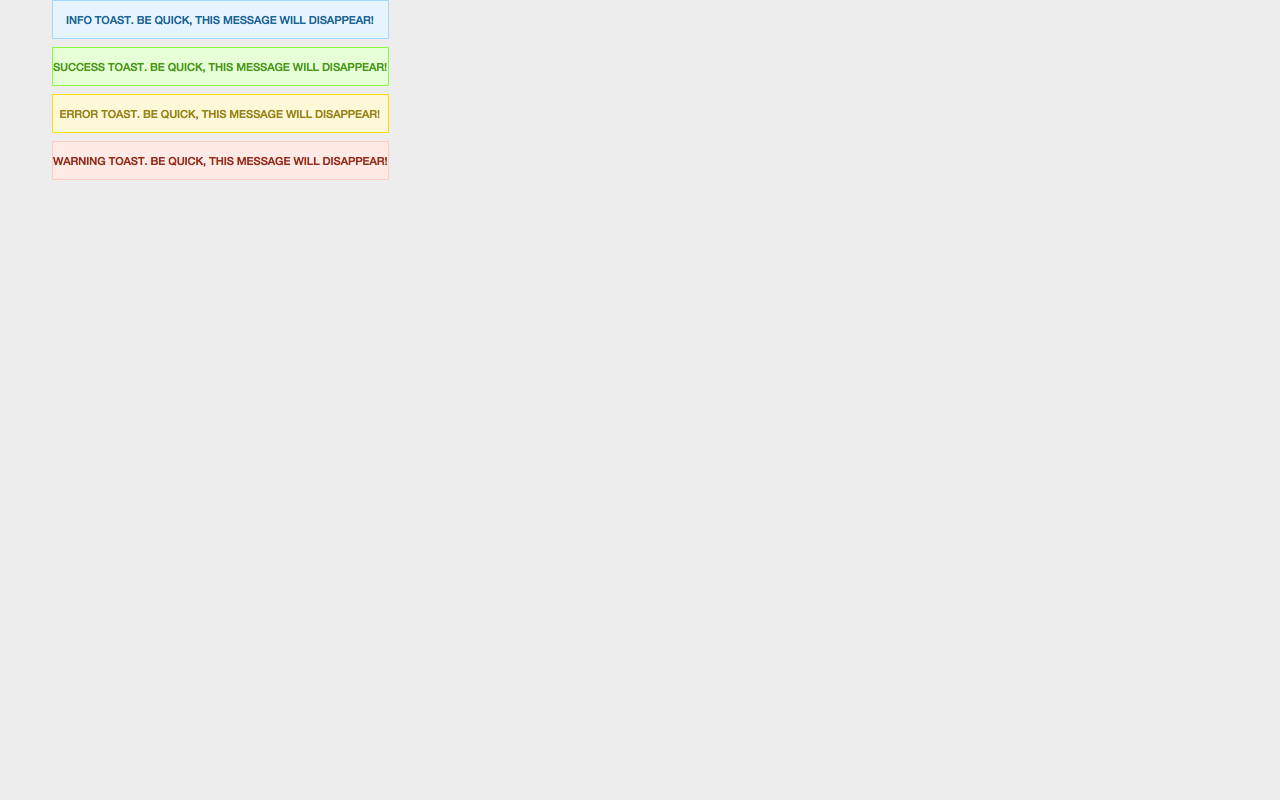 INFO TOAST. BE QUICK, THIS MESSAGE WILL DISAPPEAR!
SUCCESS TOAST. BE QUICK, THIS MESSAGE WILL DISAPPEAR!
ERROR TOAST. BE QUICK, THIS MESSAGE WILL DISAPPEAR!
WARNING TOAST. BE QUICK, THIS MESSAGE WILL DISAPPEAR!